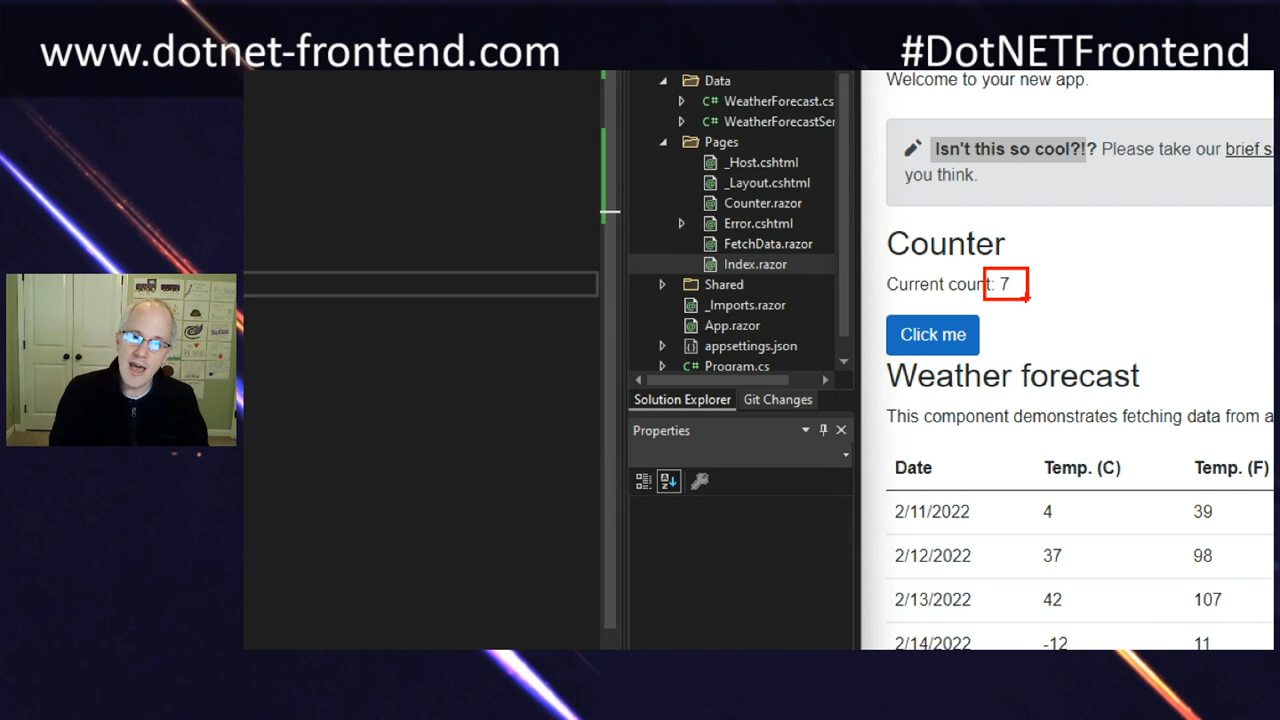 www.dotnet-frontend.com
#DotNETFrontend
Data
C# WeatherForecast.cs
C# WeatherForecastSer
Pages
_Host.cshtml
_Layout.cshtml
Counter.razor
Error.cshtml
FetchData.razor
Index.razor
Shared
_Imports.razor
App.razor
appsettings.json
C# Program.cs
Solution Explorer
Git Changes
Properties
Welcome to your new app.
Isn't this so cool?!? Please take our brief s
you think.
Counter
Current count: 7
Click me
Weather forecast
This component demonstrates fetching data from a
Date Temp. (C) Temp. (F)
2/11/2022 4 39
2/12/2022 37 98
2/13/2022 42 107
2/14/2022 -12 11